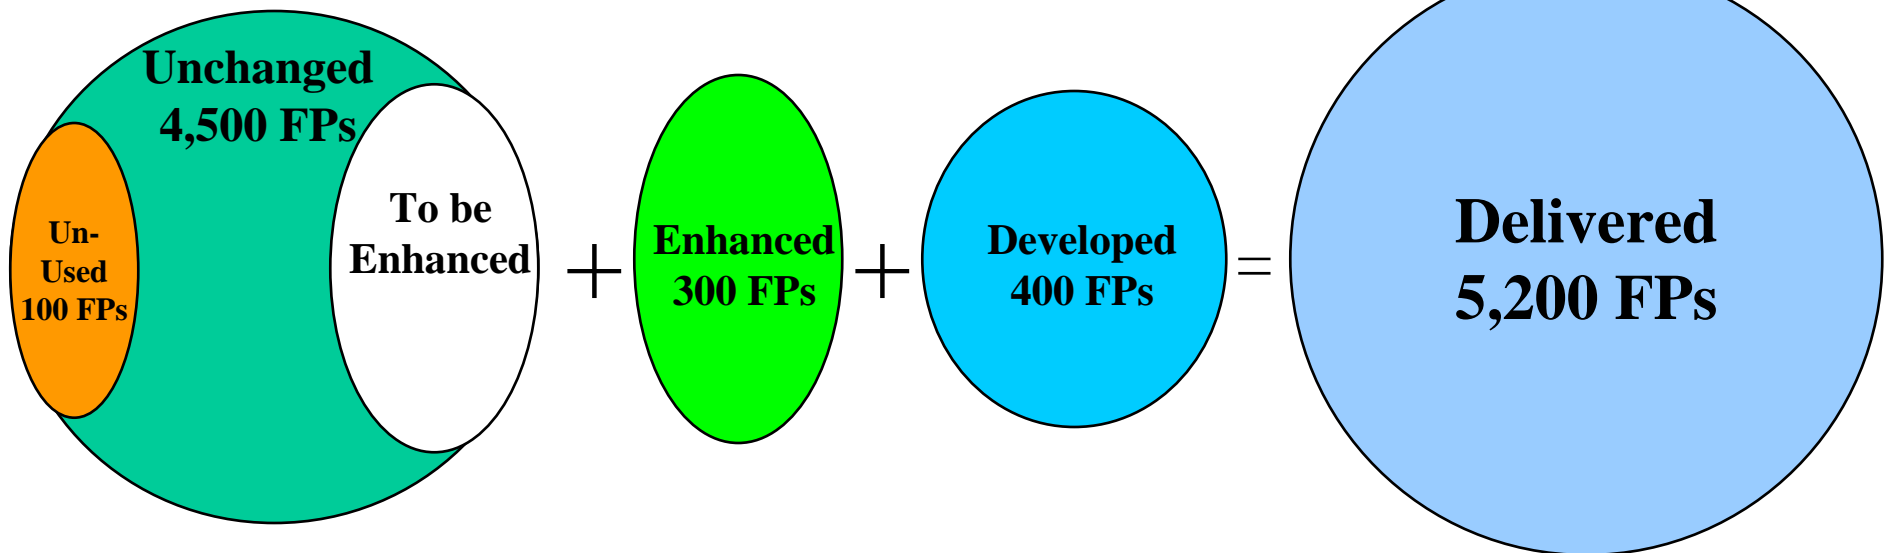 Unchanged
4,500 FPs
Un-
Used
100 FPs
To be
Enhanced
+
Enhanced
300 FPs
+
Developed
400 FPs
=
Delivered
5,200 FPs